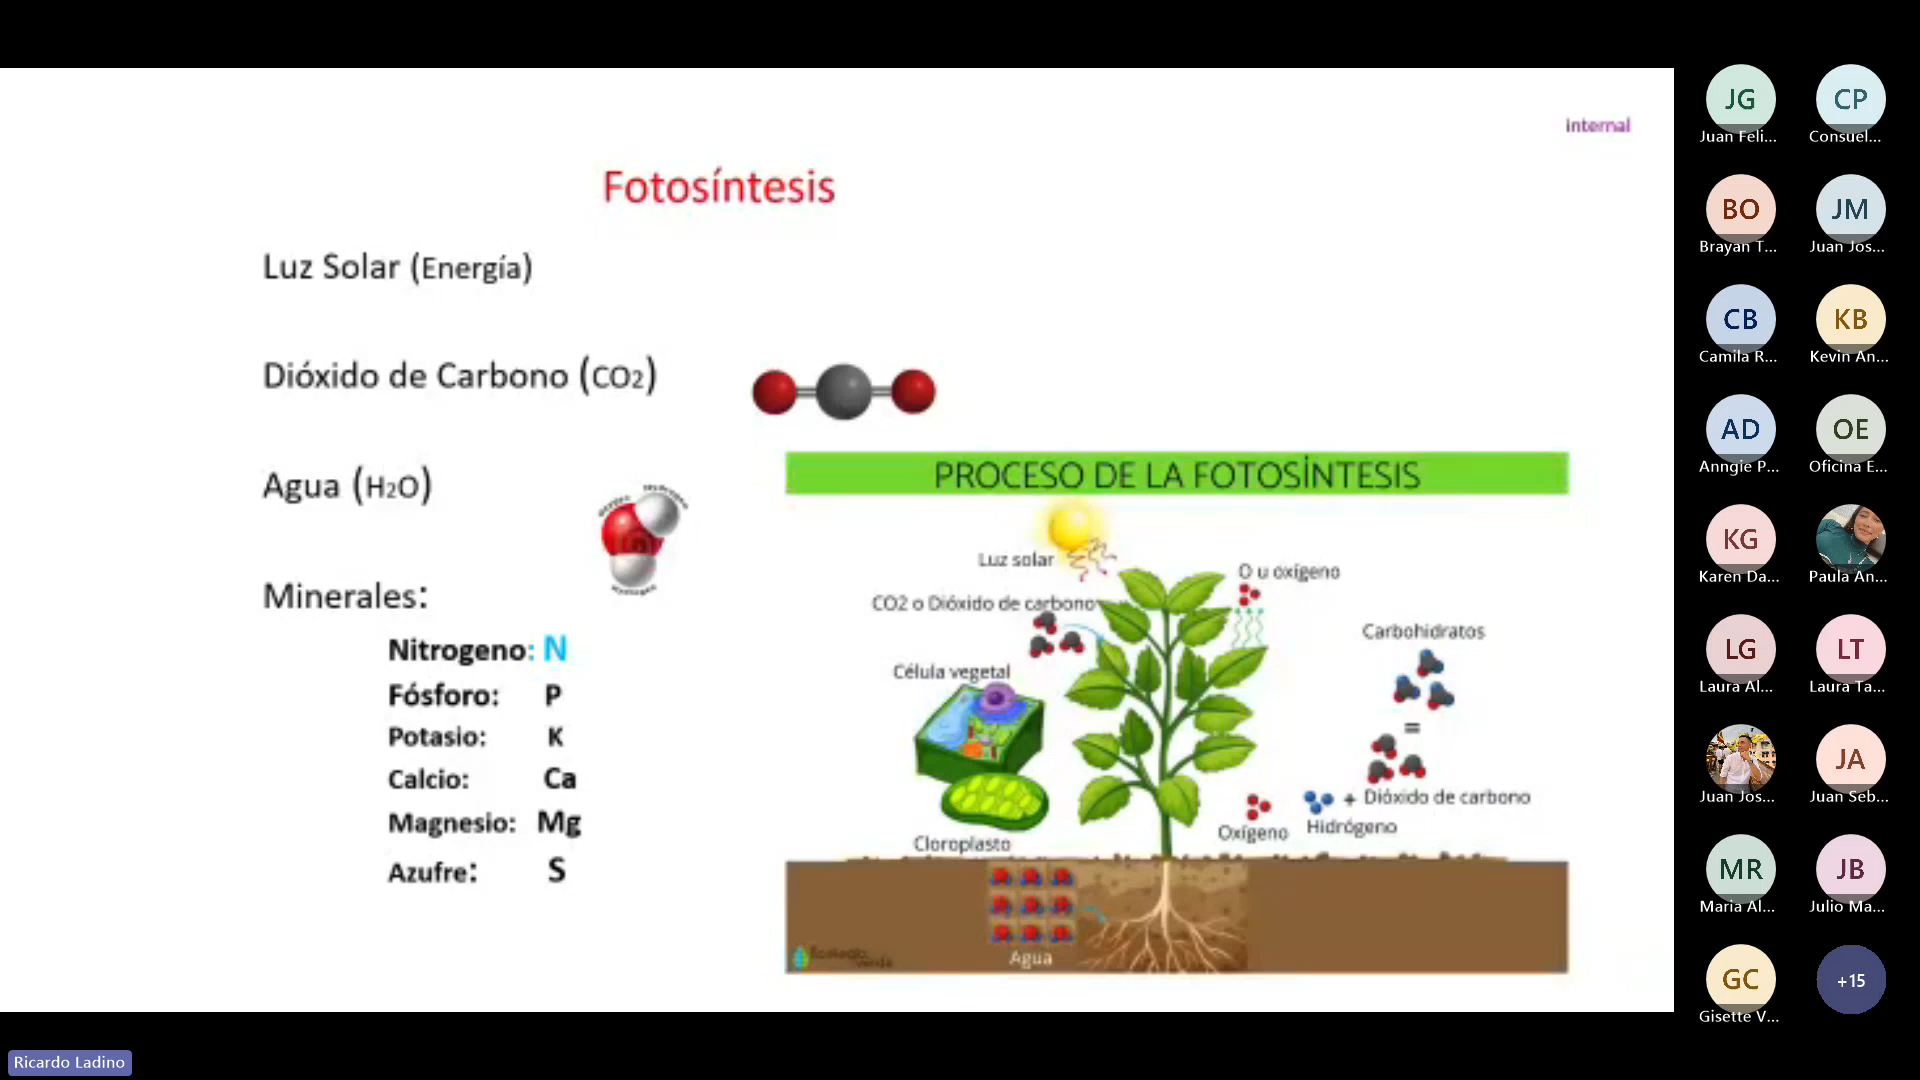 internal
Fotosíntesis
Luz Solar (Energía)
Dióxido de Carbono (CO2)
Agua (H2O)
Minerales:
Nitrogeno: N
Fósforo: P
Potasio: K
Calcio: Ca
Magnesio: Mg
Azufre: S
PROCESO DE LA FOTOSÍNTESIS
Luz solar
O u oxígeno
CO2 o Dióxido de carbono
Carbohidratos
Célula vegetal
=
+ Dióxido de carbono
Oxígeno
Hidrógeno
Cloroplasto
Agua
JG
Juan Feli...
CP
Consuel...
BO
Brayan T...
JM
Juan Jos...
CB
Camila R...
KB
Kevin An...
AD
Anngie P...
OE
Oficina E...
KG
Karen Da...
Paula An...
LG
Laura Al...
LT
Laura Ta...
Juan Jos...
JA
Juan Seb...
MR
Maria Al...
JB
Julio Ma...
GC
Gisette V...
+15
Ricardo Ladino